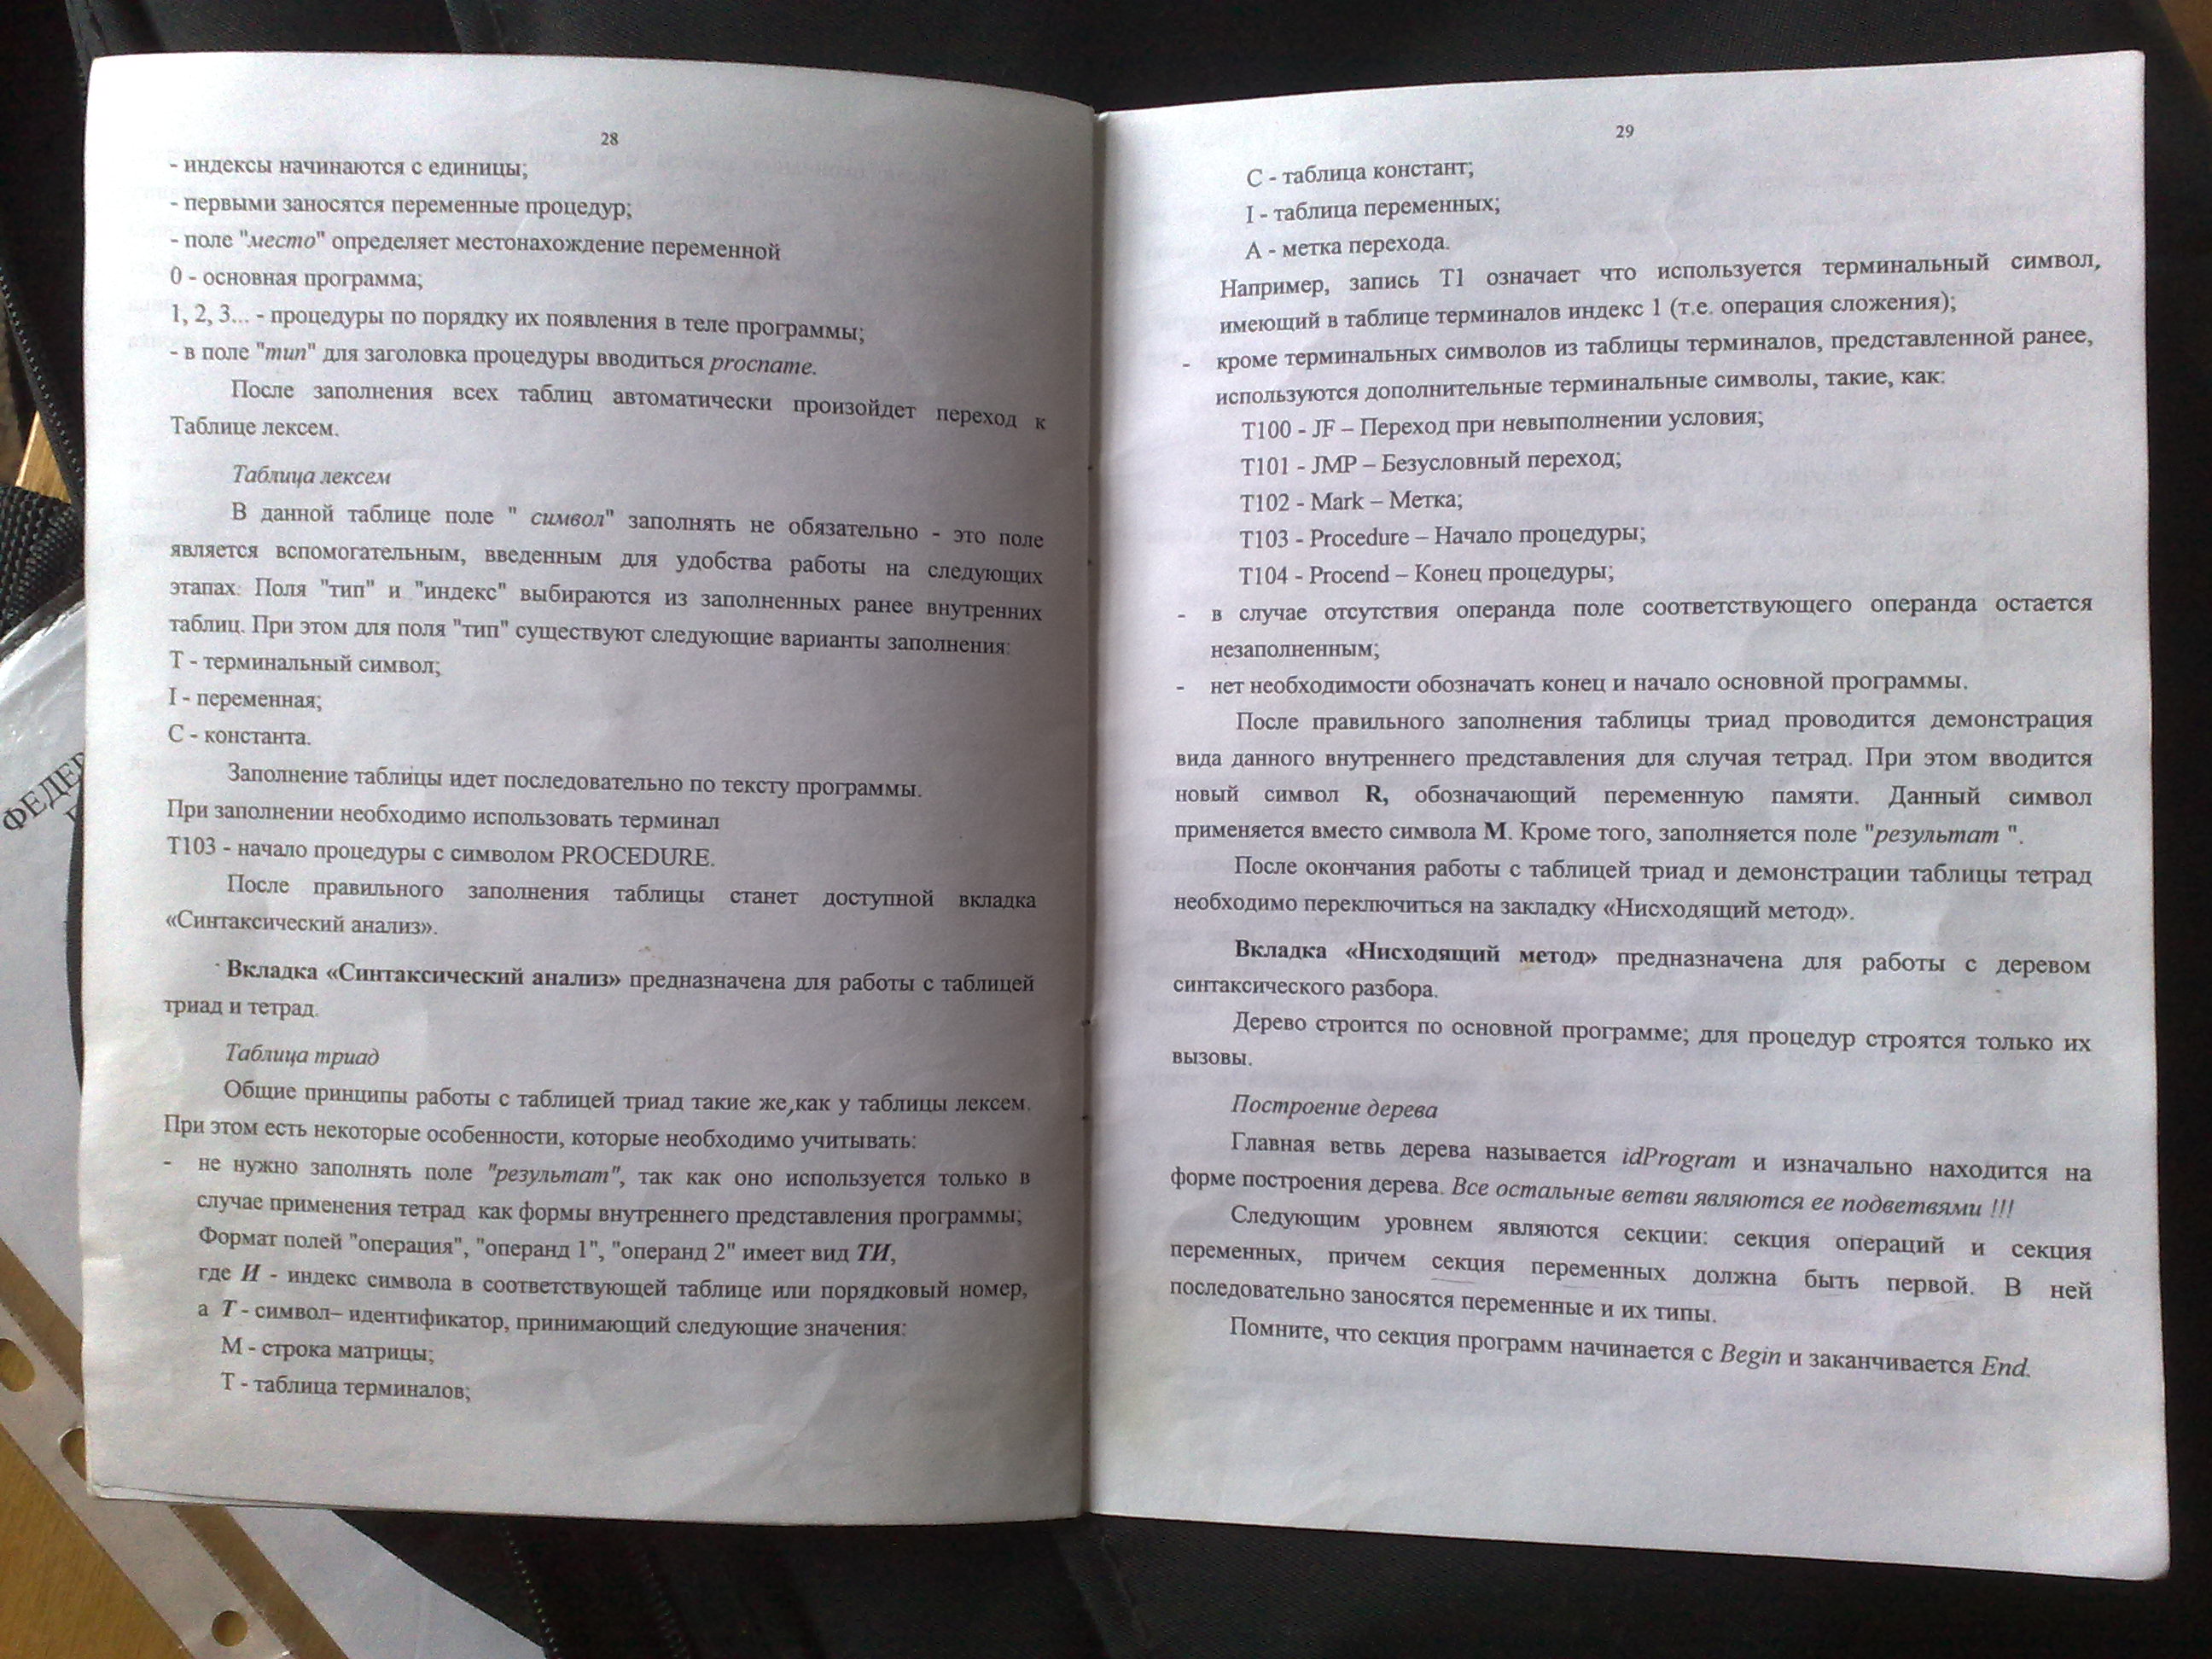 28
- индексы начинаются с единицы;
- первыми заносятся переменные процедур;
- поле "место" определяет местонахождение переменной
0 - основная программа;
1, 2, 3... - процедуры по порядку их появления в теле программы;
- в поле "тип" для заголовка процедуры вводиться procname.
После заполнения всех таблиц автоматически произойдет переход к
Таблице лексем.
Таблица лексем
В данной таблице поле " символ" заполнять не обязательно - это поле
является вспомогательным, введенным для удобства работы на следующих
этапах. Поля "тип" и "индекс" выбираются из заполненных ранее внутренних
таблиц. При этом для поля "тип" существуют следующие варианты заполнения:
Т - терминальный символ;
I - переменная;
С - константа.
Заполнение таблицы идет последовательно по тексту программы.
При заполнении необходимо использовать терминал
Т103 - начало процедуры с символом PROCEDURE.
После правильного заполнения таблицы станет доступной вкладка
«Синтаксический анализ».
Вкладка «Синтаксический анализ» предназначена для работы с таблицей
триад и тетрад.
Таблица триад
Общие принципы работы с таблицей триад такие же,как у таблицы лексем.
При этом есть некоторые особенности, которые необходимо учитывать:
- не нужно заполнять поле "результат", так как оно используется только в
случае применения тетрад как формы внутреннего представления программы;
Формат полей "операция", "операнд 1", "операнд 2" имеет вид ТИ,
где И - индекс символа в соответствующей таблице или порядковый номер,
а Т - символ– идентификатор, принимающий следующие значения:
М - строка матрицы;
Т - таблица терминалов;
29
С - таблица констант;
I - таблица переменных;
А - метка перехода.
Например, запись Т1 означает что используется терминальный символ,
имеющий в таблице терминалов индекс 1 (т.е. операция сложения);
- кроме терминальных символов из таблицы терминалов, представленной ранее,
используются дополнительные терминальные символы, такие, как:
Т100 - JF – Переход при невыполнении условия;
Т101 - JMP – Безусловный переход;
Т102 - Mark – Метка;
Т103 - Procedure – Начало процедуры;
Т104 - Procend – Конец процедуры;
- в случае отсутствия операнда поле соответствующего операнда остается
незаполненным;
- нет необходимости обозначать конец и начало основной программы.
После правильного заполнения таблицы триад проводится демонстрация
вида данного внутреннего представления для случая тетрад. При этом вводится
новый символ R, обозначающий переменную памяти. Данный символ
применяется вместо символа М. Кроме того, заполняется поле "результат ".
После окончания работы с таблицей триад и демонстрации таблицы тетрад
необходимо переключиться на закладку «Нисходящий метод».
Вкладка «Нисходящий метод» предназначена для работы с деревом
синтаксического разбора.
Дерево строится по основной программе; для процедур строятся только их
вызовы.
Построение дерева
Главная ветвь дерева называется idProgram и изначально находится на
форме построения дерева. Все остальные ветви являются ее подветвями !!!
Следующим уровнем являются секции: секция операций и секция
переменных, причем секция переменных должна быть первой. В ней
последовательно заносятся переменные и их типы.
Помните, что секция программ начинается с Begin и заканчивается End.